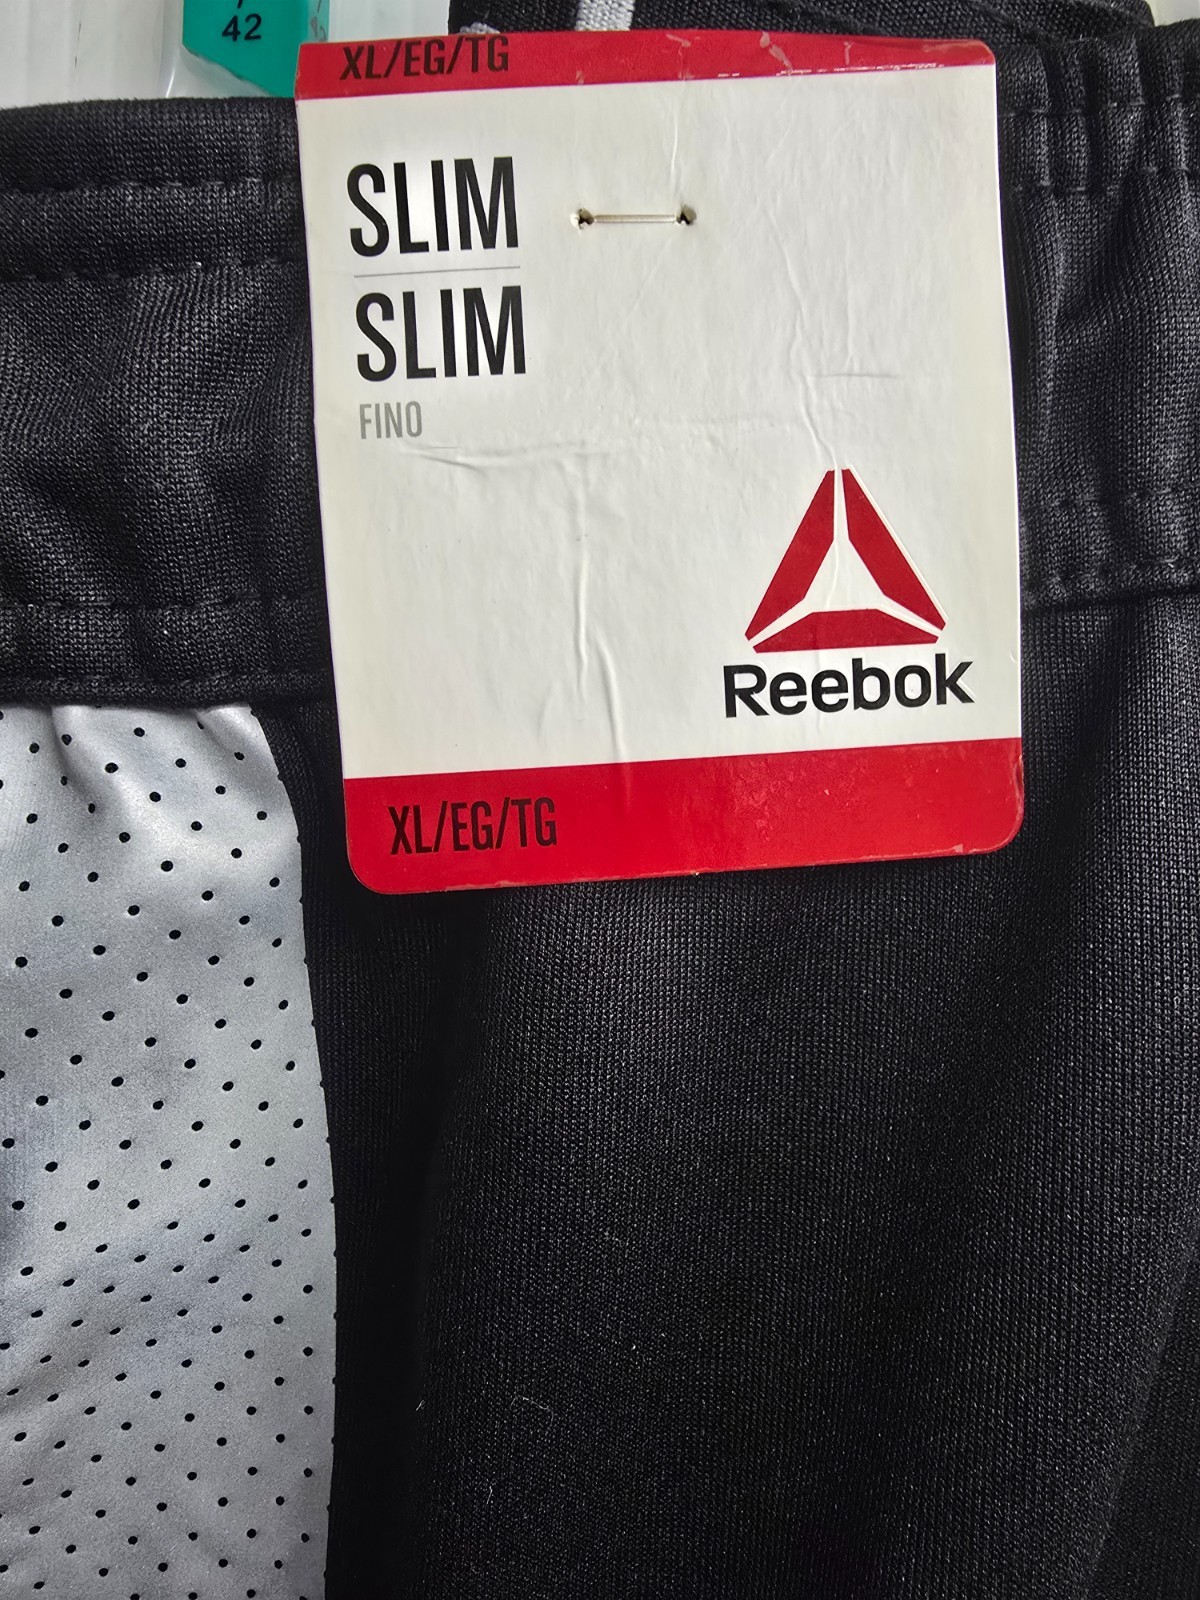 42
XL/EG/TG
SLIM
SLIM
FINO
Reebok
XL/EG/TG